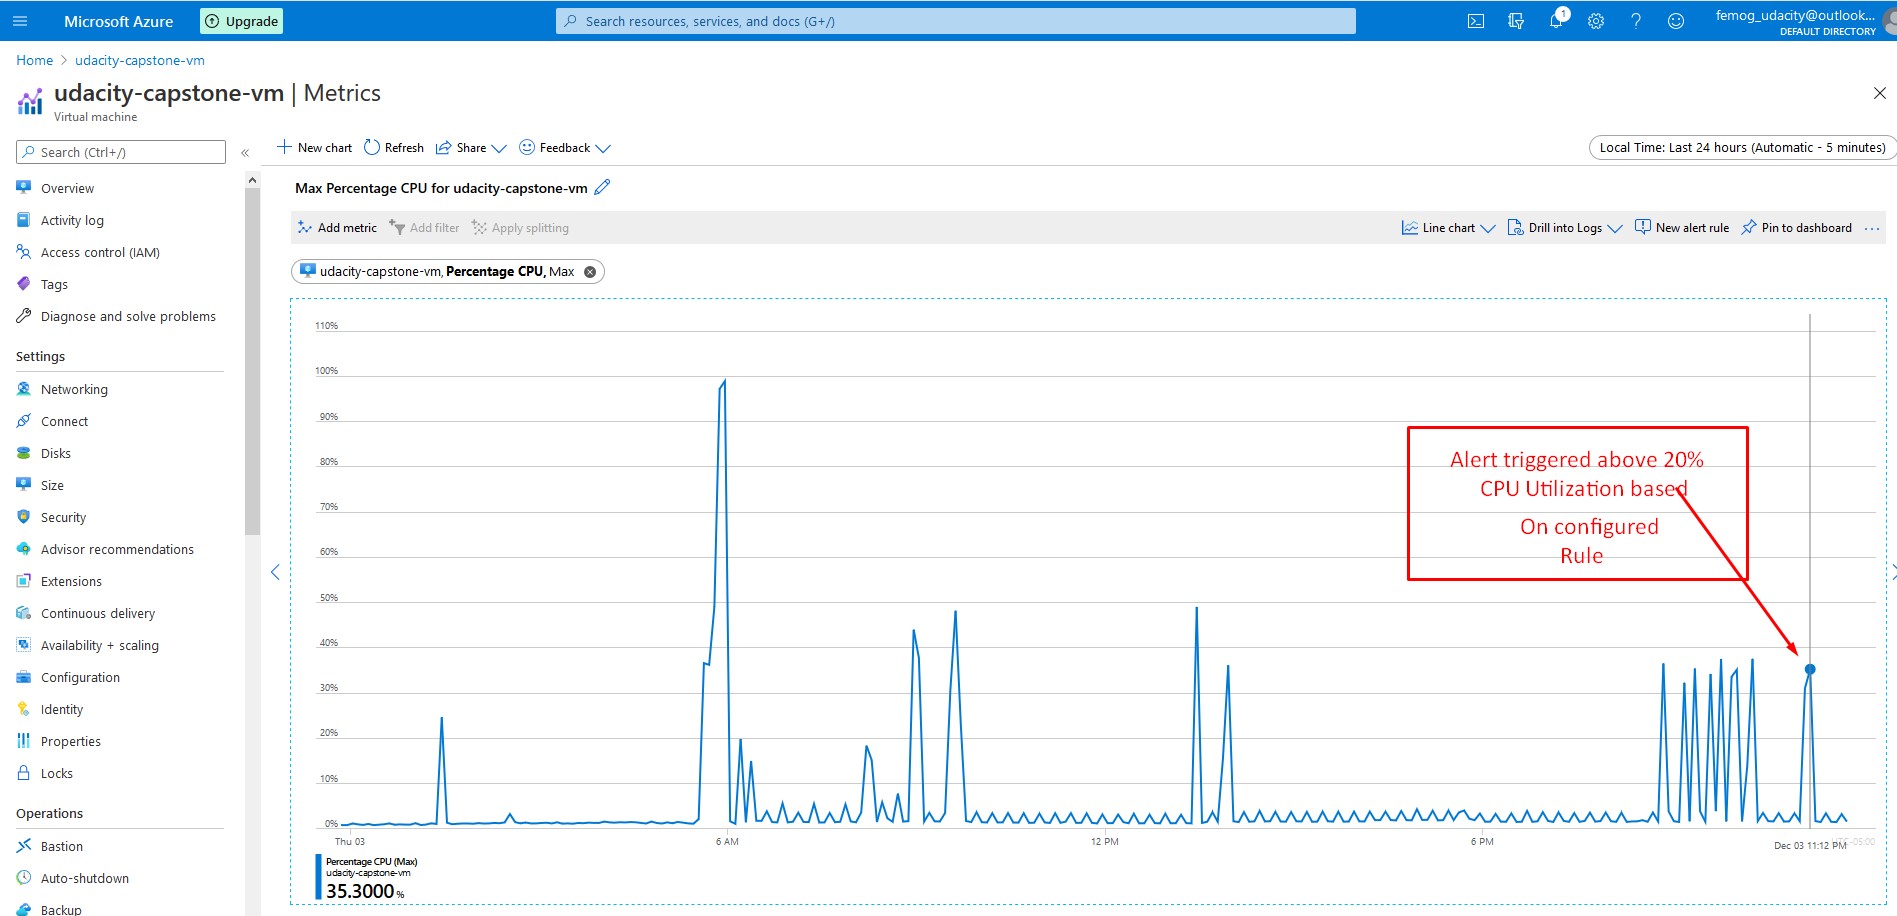 Microsoft Azure
Upgrade
Search resources, services, and docs (G+/)
1
femog_udacity@outlook...
DEFAULT DIRECTORY
Home > udacity-capstone-vm
udacity-capstone-vm | Metrics
Virtual machine
Search (Ctrl+/)
«
New chart
Refresh
Share
Feedback
Local Time: Last 24 hours (Automatic - 5 minutes)
Overview
Activity log
Access control (IAM)
Tags
Diagnose and solve problems
Settings
Networking
Connect
Disks
Size
Security
Advisor recommendations
Extensions
Continuous delivery
Availability + scaling
Configuration
Identity
Properties
Locks
Operations
Bastion
Auto-shutdown
Backup
Max Percentage CPU for udacity-capstone-vm
Add metric
Add filter
Apply splitting
Line chart
Drill into Logs
New alert rule
Pin to dashboard
...
udacity-capstone-vm, Percentage CPU, Max
110%
100%
90%
80%
70%
60%
50%
40%
30%
20%
10%
0%
Alert triggered above 20%
CPU Utilization based
On configured
Rule
Thu 03
6 AM
12 PM
6 PM
Dec 03 11:12 PM
UTC-05:00
Percentage CPU (Max)
udacity-capstone-vm
35.3000 %